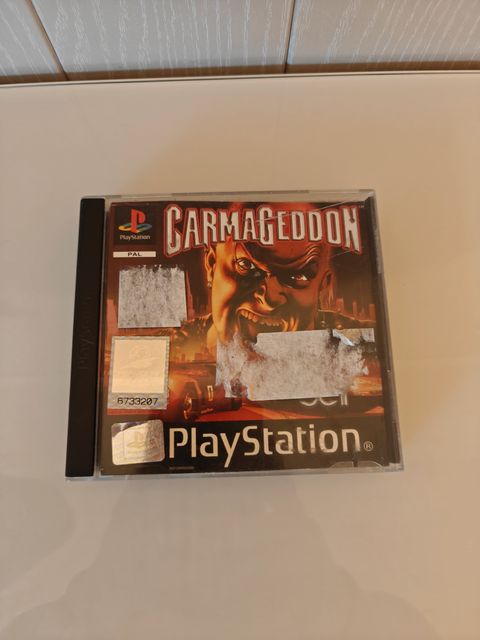 PlayStation
CARMAGEDDON
PAL
6733207
PlayStation®